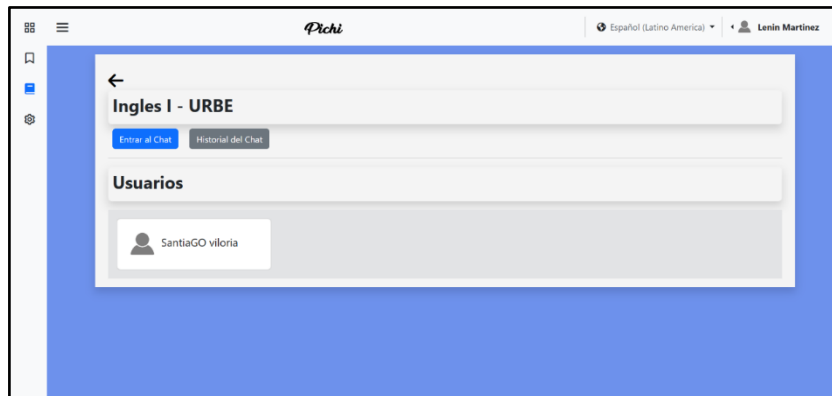 Pichi
Español (Latino America)
Lenin Martinez
Ingles I - URBE
Entrar al Chat
Historial del Chat
Usuarios
SantiaGO viloria